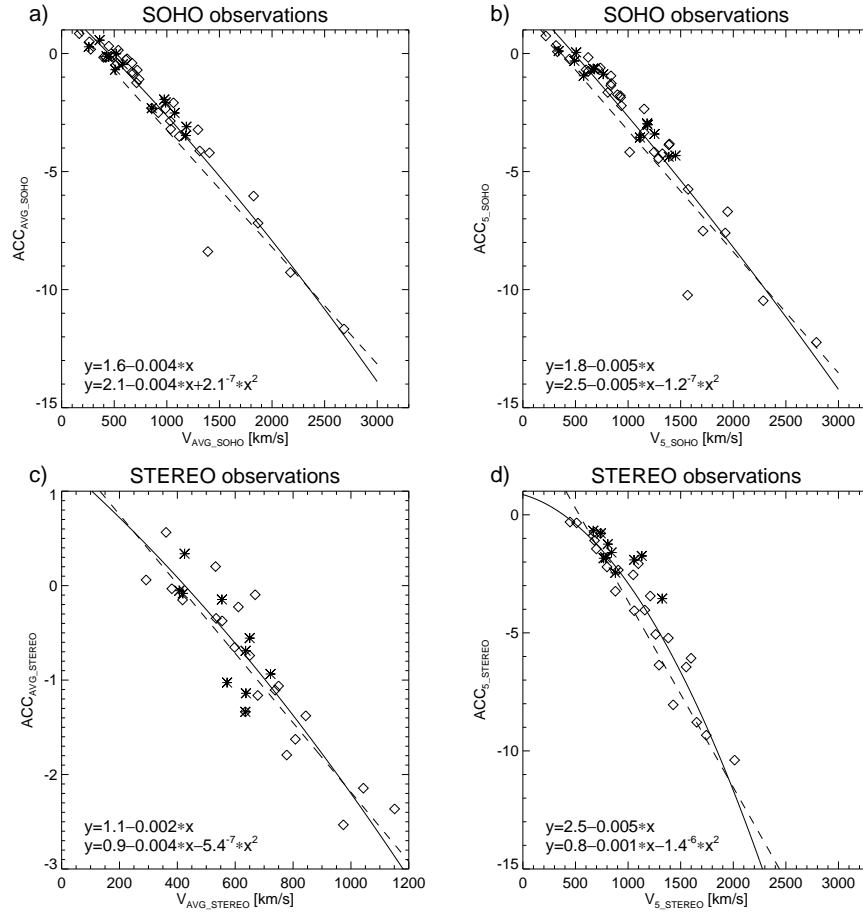 a)
SOHO observations
0
-5
-10
-15
ACC_AVG_SOHO
y=1.6−0.004*x
y=2.1−0.004*x+2.1^-7*x^2
0 500 1000 1500 2000 2500 3000
V_AVG_SOHO [km/s]
b)
SOHO observations
0
-5
-10
-15
ACC_5_SOHO
y=1.8−0.005*x
y=2.5−0.005*x−1.2^-7*x^2
0 500 1000 1500 2000 2500 3000
V_5_SOHO [km/s]
c)
STEREO observations
1
0
-1
-2
-3
ACC_AVG_STEREO
y=1.1−0.002*x
y=0.9−0.004*x−5.4^-7*x^2
0 200 400 600 800 1000 1200
V_AVG_STEREO [km/s]
d)
STEREO observations
0
-5
-10
-15
ACC_5_STEREO
y=2.5−0.005*x
y=0.8−0.001*x−1.4^-6*x^2
0 500 1000 1500 2000 2500 3000
V_5_STEREO [km/s]